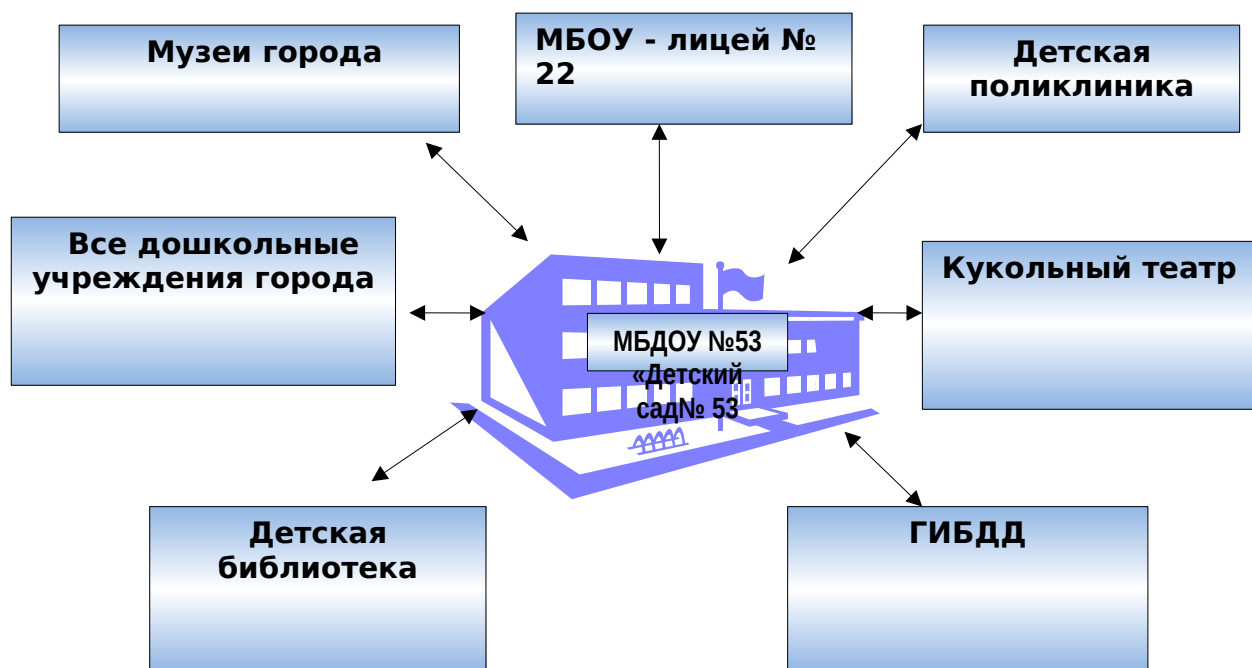 Музеи города
МБОУ - лицей №
22
Детская
поликлиника
Все дошкольные
учреждения города
Кукольный театр
МБДОУ №53
«Детский
сад№ 53
Детская
библиотека
ГИБДД